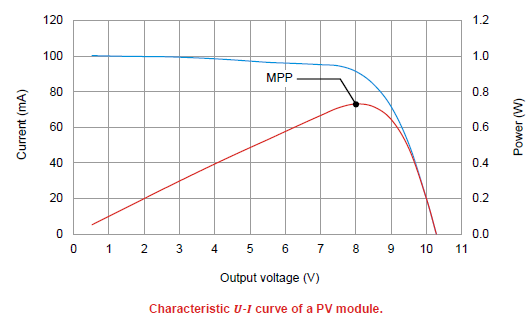 120
100
80
60
40
20
0
Current (mA)
1.2
1.0
0.8
0.6
0.4
0.2
0.0
Power (W)
MPP
0 1 2 3 4 5 6 7 8 9 10 11
Output voltage (V)
Characteristic U-I curve of a PV module.